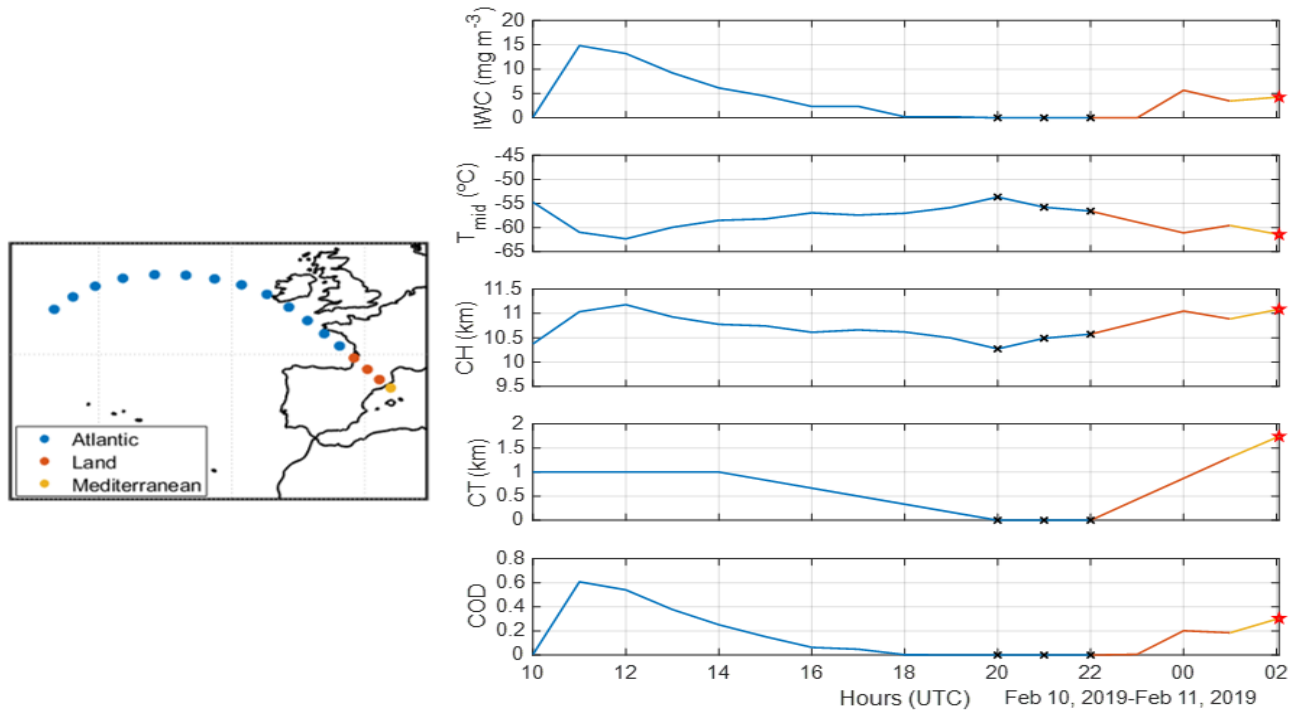 Atlantic
Land
Mediterranean
20
15
10
5
0
IWC (mg m-3)
-45
-50
-55
-60
-65
Tmid (ºC)
11.5
11
10.5
10
9.5
CH (km)
2
1.5
1
0.5
0
CT (km)
0.8
0.6
0.4
0.2
0
COD
10 12 14 16 18 20 22 00 02
Hours (UTC) Feb 10, 2019-Feb 11, 2019